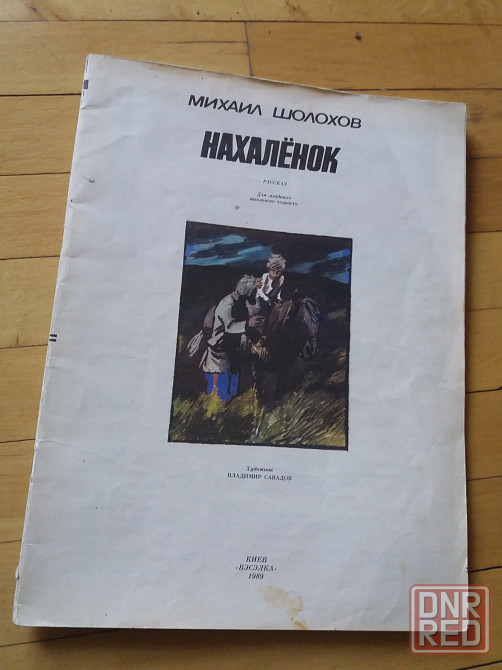 МИХАИЛ ШОЛОХОВ
НАХАЛЁНОК
РАССКАЗ
Для младшего
школьного возраста
Художник
ВЛАДИМИР САВАДОВ
КИЕВ
«ВЭСЭЛКА»
1989
DNR
RED